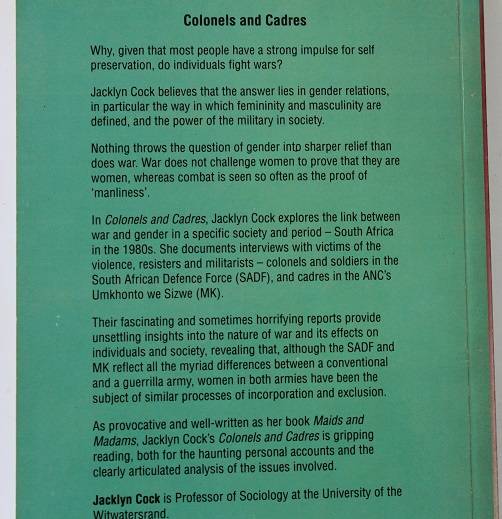 Colonels and Cadres
Why, given that most people have a strong impulse for self
preservation, do individuals fight wars?
Jacklyn Cock believes that the answer lies in gender relations,
in particular the way in which femininity and masculinity are
defined, and the power of the military in society.
Nothing throws the question of gender into sharper relief than
does war. War does not challenge women to prove that they are
women, whereas combat is seen so often as the proof of
‘manliness’.
In Colonels and Cadres, Jacklyn Cock explores the link between
war and gender in a specific society and period – South Africa
in the 1980s. She documents interviews with victims of the
violence, resisters and militarists – colonels and soldiers in the
South African Defence Force (SADF), and cadres in the ANC’s
Umkhonto we Sizwe (MK).
Their fascinating and sometimes horrifying reports provide
unsettling insights into the nature of war and its effects on
individuals and society, revealing that, although the SADF and
MK reflect all the myriad differences between a conventional
and a guerrilla army, women in both armies have been the
subject of similar processes of incorporation and exclusion.
As provocative and well-written as her book Maids and
Madams, Jacklyn Cock’s Colonels and Cadres is gripping
reading, both for the haunting personal accounts and the
clearly articulated analysis of the issues involved.
Jacklyn Cock is Professor of Sociology at the University of the
Witwatersrand.